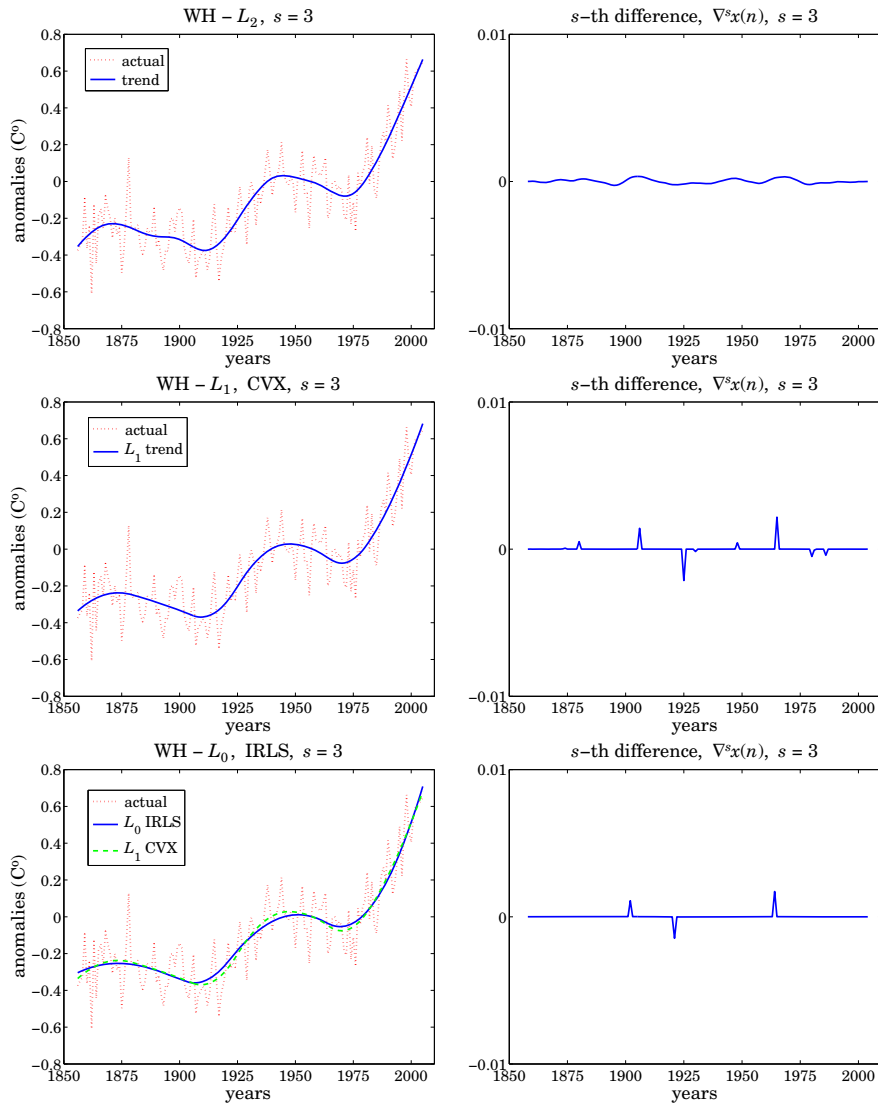 WH – L₂, s = 3
0.8
0.6
0.4
0.2
0
−0.2
−0.4
−0.6
−0.8
anomalies (Cᵒ)
actual
trend
1850 1875 1900 1925 1950 1975 2000
years
s−th difference, ∇ˢx(n), s = 3
0.01
0
−0.01
1850 1875 1900 1925 1950 1975 2000
years
WH – L₁, CVX, s = 3
0.8
0.6
0.4
0.2
0
−0.2
−0.4
−0.6
−0.8
anomalies (Cᵒ)
actual
L₁ trend
1850 1875 1900 1925 1950 1975 2000
years
s−th difference, ∇ˢx(n), s = 3
0.01
0
−0.01
1850 1875 1900 1925 1950 1975 2000
years
WH – L₀, IRLS, s = 3
0.8
0.6
0.4
0.2
0
−0.2
−0.4
−0.6
−0.8
anomalies (Cᵒ)
actual
L₀ IRLS
L₁ CVX
1850 1875 1900 1925 1950 1975 2000
years
s−th difference, ∇ˢx(n), s = 3
0.01
0
−0.01
1850 1875 1900 1925 1950 1975 2000
years